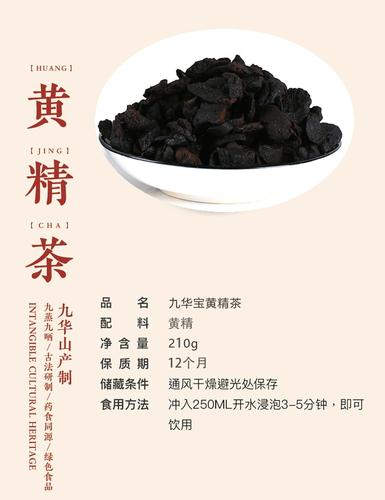 【HUANG】
黄
【JING】
精
【CHA】
茶
九华山产制
九蒸九晒/古法研制/药食同源/绿色食品
INTANGIBLE CULTURAL HERITAGE
品名 九华宝黄精茶
配料 黄精
净含量 210g
保质期 12个月
储藏条件 通风干燥避光处保存
食用方法 冲入250ML开水浸泡3-5分钟，即可
饮用